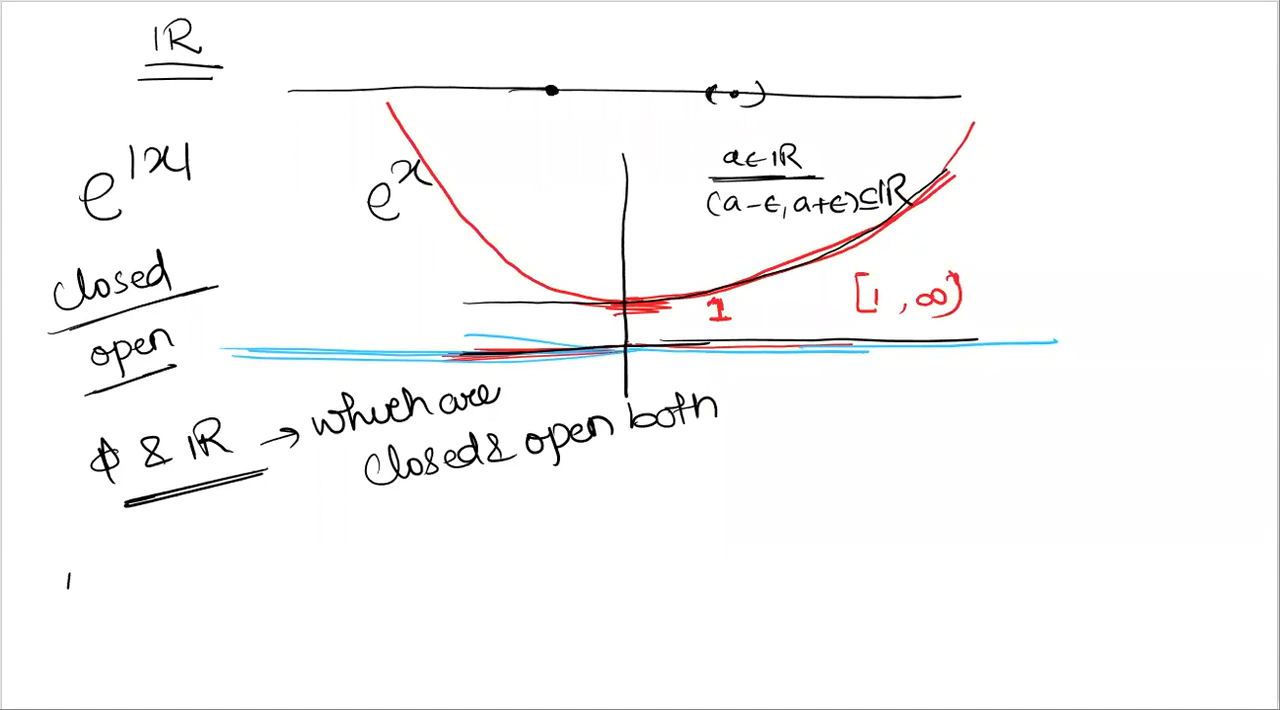 IR
e^|x|
e^x
a∈IR
(a-ϵ, a+ϵ)⊆IR
closed
open
1
[1, ∞)
ϕ & IR → which are
closed & open both